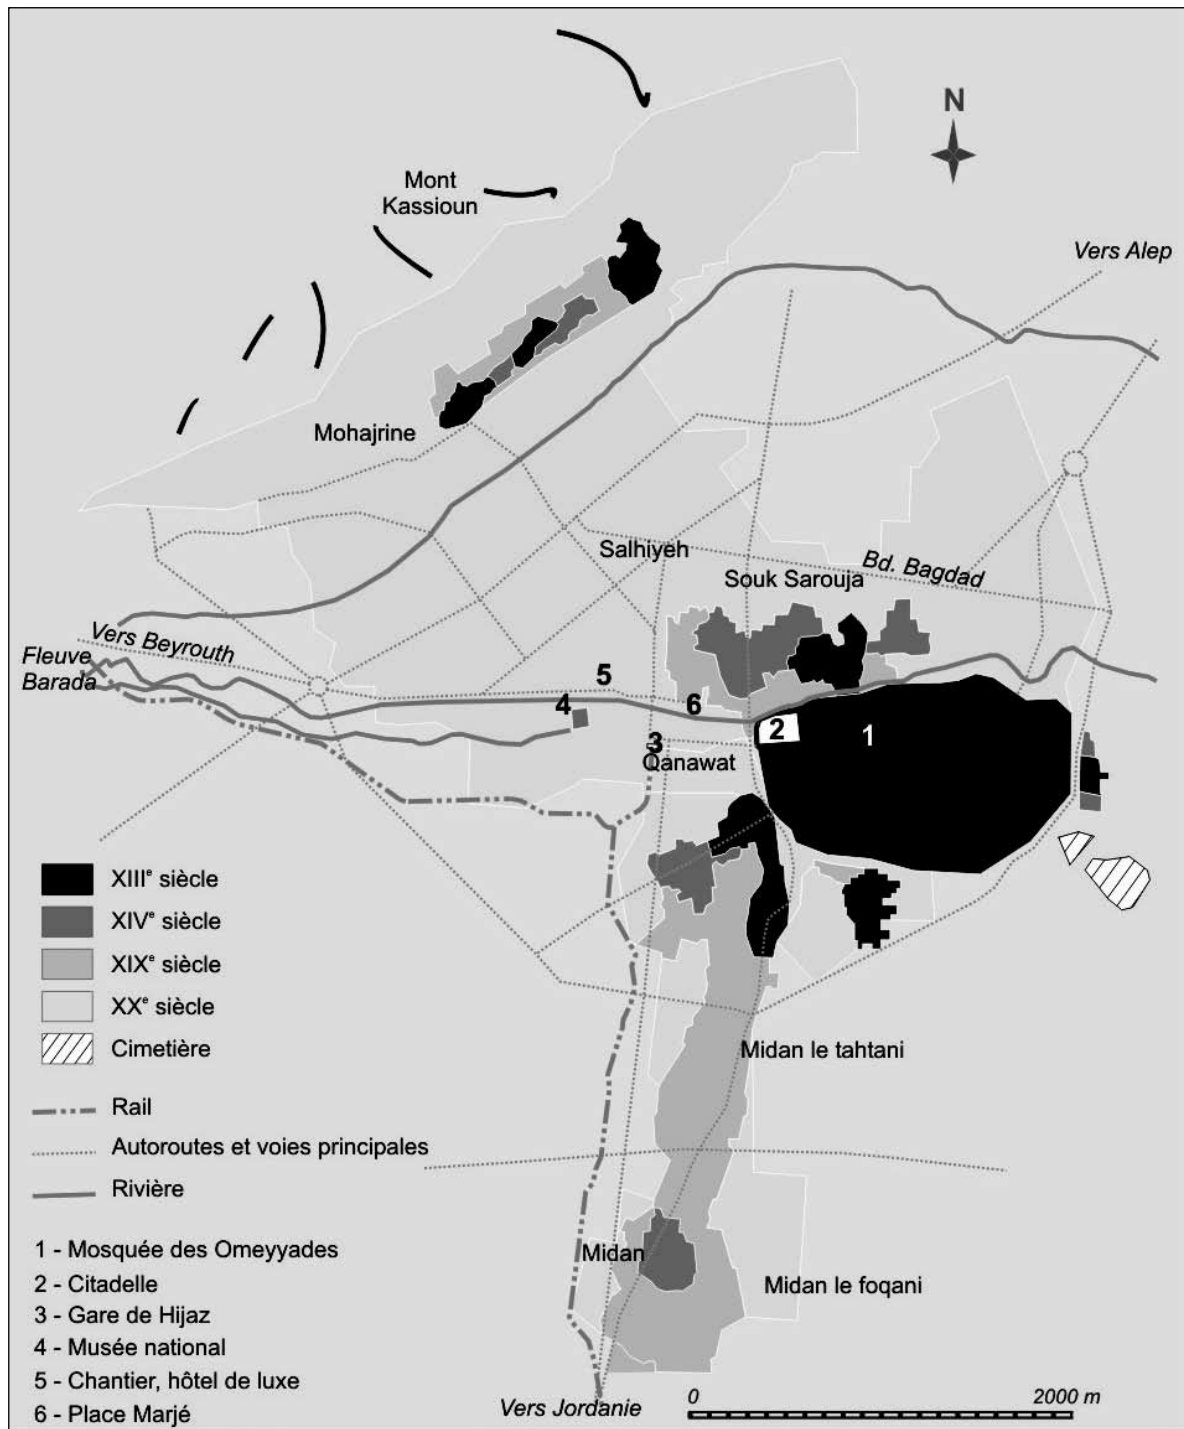 N
Mont
Kassioun
Vers Alep
Mohajrine
Salhiyeh
Souk Sarouja
Bd. Bagdad
Vers Beyrouth
Fleuve
Barada
5
4
6
3
2
1
Qanawat
XIIIe siècle
XIVe siècle
XIXe siècle
XXe siècle
Cimetière
Midan le tahtani
Rail
Autoroutes et voies principales
Rivière
Midan
Midan le foqani
1 - Mosquée des Omeyyades
2 - Citadelle
3 - Gare de Hijaz
4 - Musée national
5 - Chantier, hôtel de luxe
6 - Place Marjé
Vers Jordanie
0
2000 m